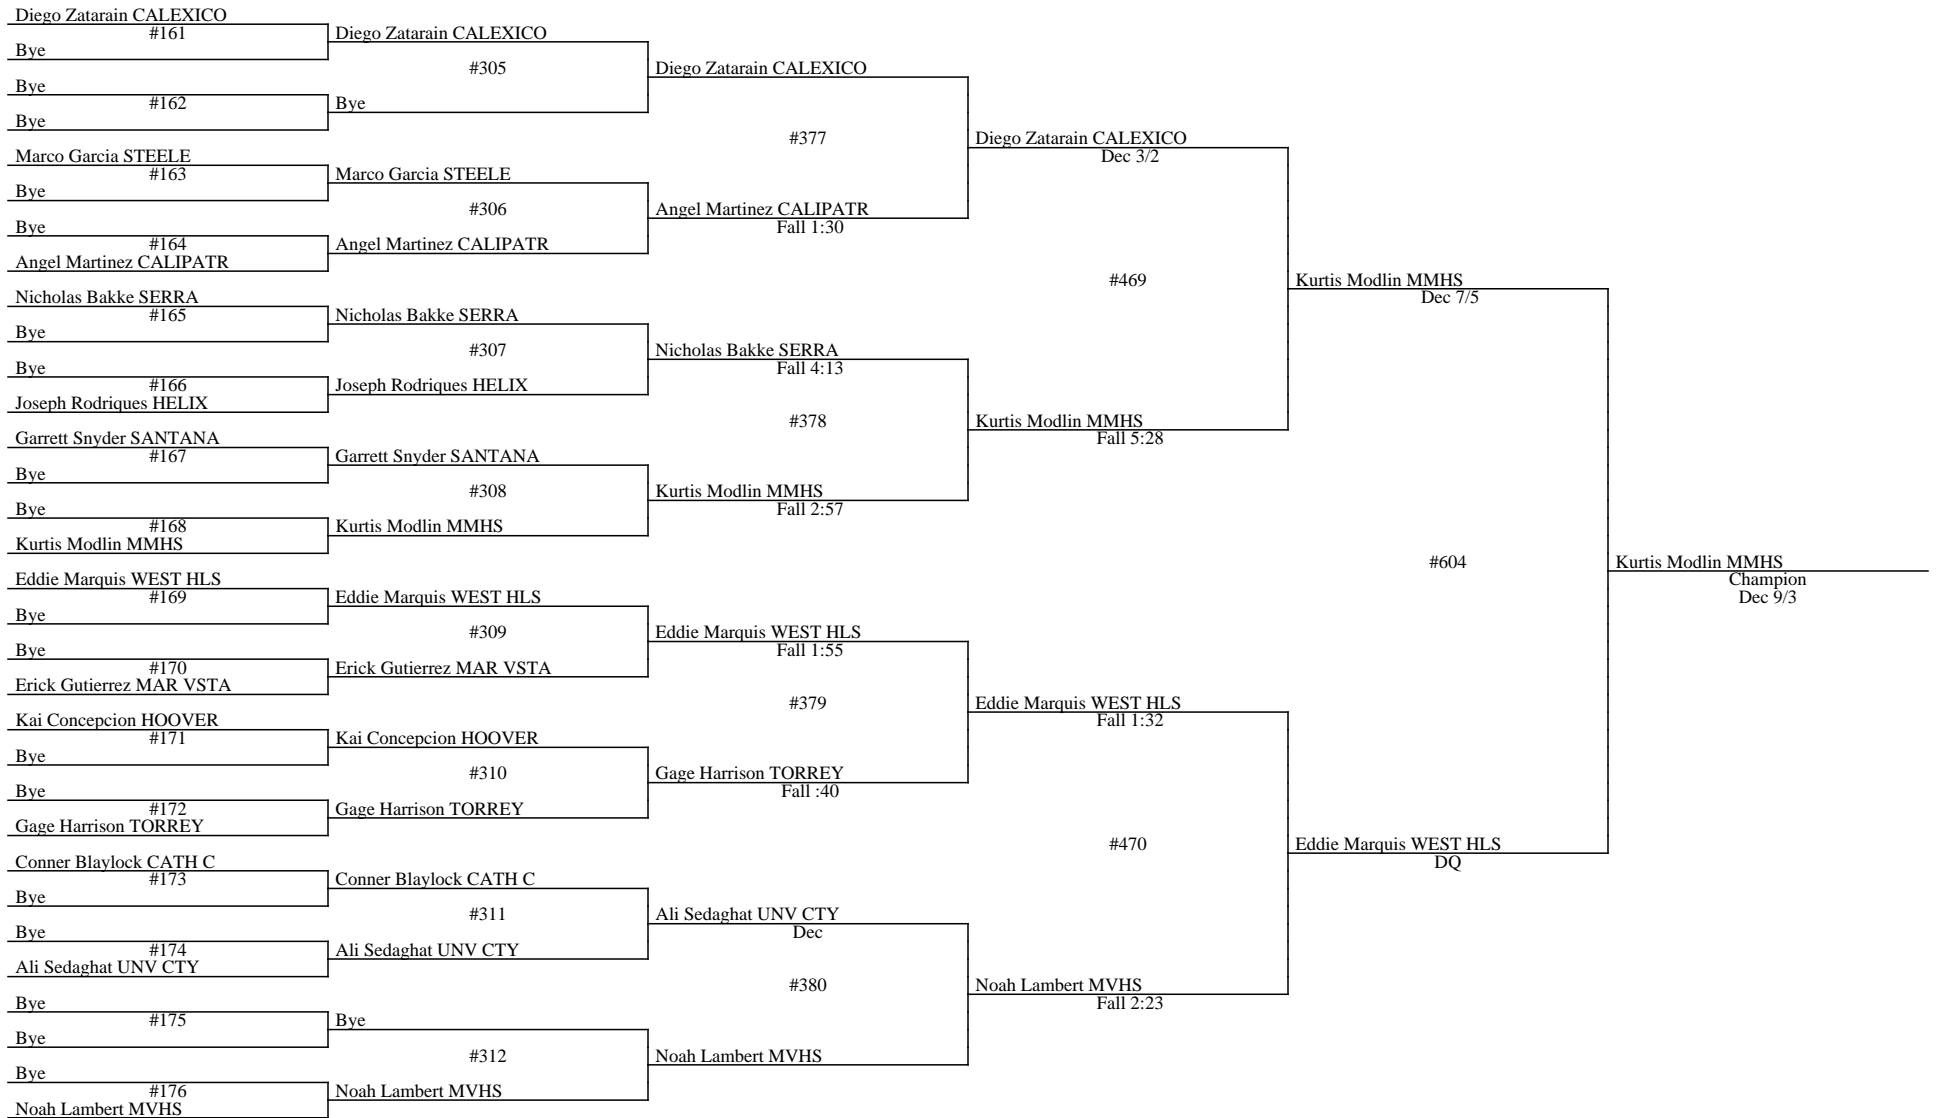 Diego Zatarain CALEXICO
#161
Bye
Bye
#162
Bye
Marco Garcia STEELE
#163
Bye
Bye
#164
Angel Martinez CALIPATR
Nicholas Bakke SERRA
#165
Bye
Bye
#166
Joseph Rodriques HELIX
Garrett Snyder SANTANA
#167
Bye
Bye
#168
Kurtis Modlin MMHS
Eddie Marquis WEST HLS
#169
Bye
Bye
#170
Erick Gutierrez MAR VSTA
Kai Concepcion HOOVER
#171
Bye
Bye
#172
Gage Harrison TORREY
Conner Blaylock CATH C
#173
Bye
Bye
#174
Ali Sedaghat UNV CTY
Bye
#175
Bye
Bye
#176
Noah Lambert MVHS
Diego Zatarain CALEXICO
#305
Bye
Marco Garcia STEELE
#306
Angel Martinez CALIPATR
Nicholas Bakke SERRA
#307
Joseph Rodriques HELIX
Garrett Snyder SANTANA
#308
Kurtis Modlin MMHS
Eddie Marquis WEST HLS
#309
Erick Gutierrez MAR VSTA
Kai Concepcion HOOVER
#310
Gage Harrison TORREY
Conner Blaylock CATH C
#311
Ali Sedaghat UNV CTY
Bye
#312
Noah Lambert MVHS
Diego Zatarain CALEXICO
#377
Angel Martinez CALIPATR
Fall 1:30
Nicholas Bakke SERRA
Fall 4:13
#378
Kurtis Modlin MMHS
Fall 2:57
Eddie Marquis WEST HLS
Fall 1:55
#379
Gage Harrison TORREY
Fall :40
Ali Sedaghat UNV CTY
Dec
#380
Noah Lambert MVHS
Diego Zatarain CALEXICO
Dec 3/2
#469
Kurtis Modlin MMHS
Fall 5:28
Eddie Marquis WEST HLS
Fall 1:32
#470
Noah Lambert MVHS
Fall 2:23
Kurtis Modlin MMHS
Dec 7/5
#604
Eddie Marquis WEST HLS
DQ
Kurtis Modlin MMHS
Champion
Dec 9/3